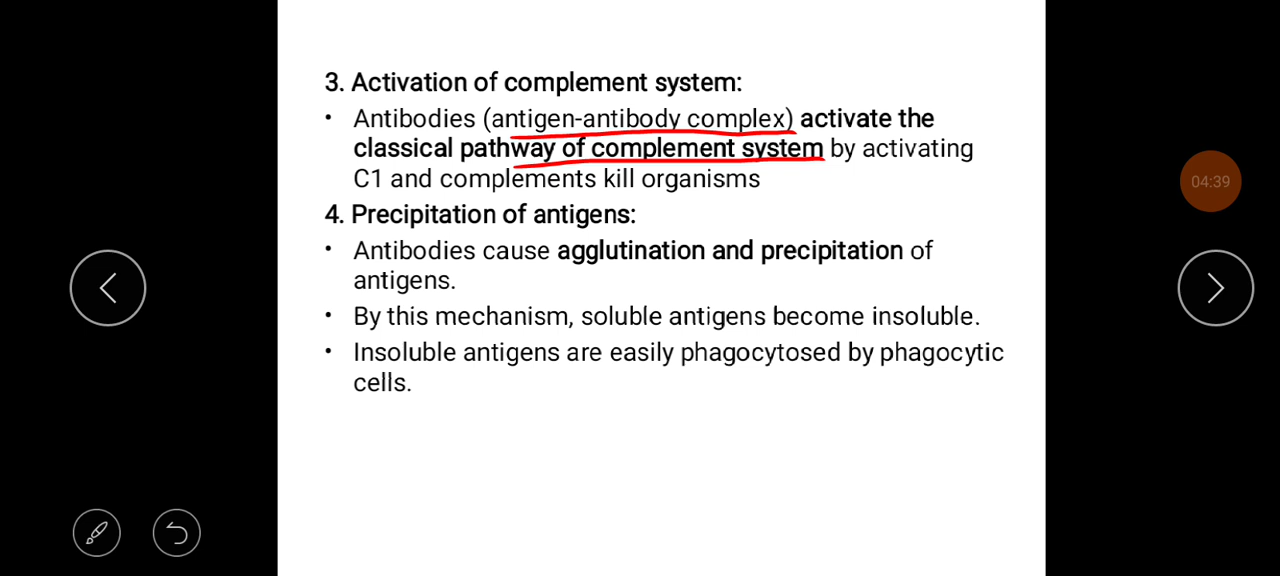 3. Activation of complement system:
• Antibodies (antigen-antibody complex) activate the
classical pathway of complement system by activating
C1 and complements kill organisms
4. Precipitation of antigens:
• Antibodies cause agglutination and precipitation of
antigens.
• By this mechanism, soluble antigens become insoluble.
• Insoluble antigens are easily phagocytosed by phagocytic
cells.
04:39